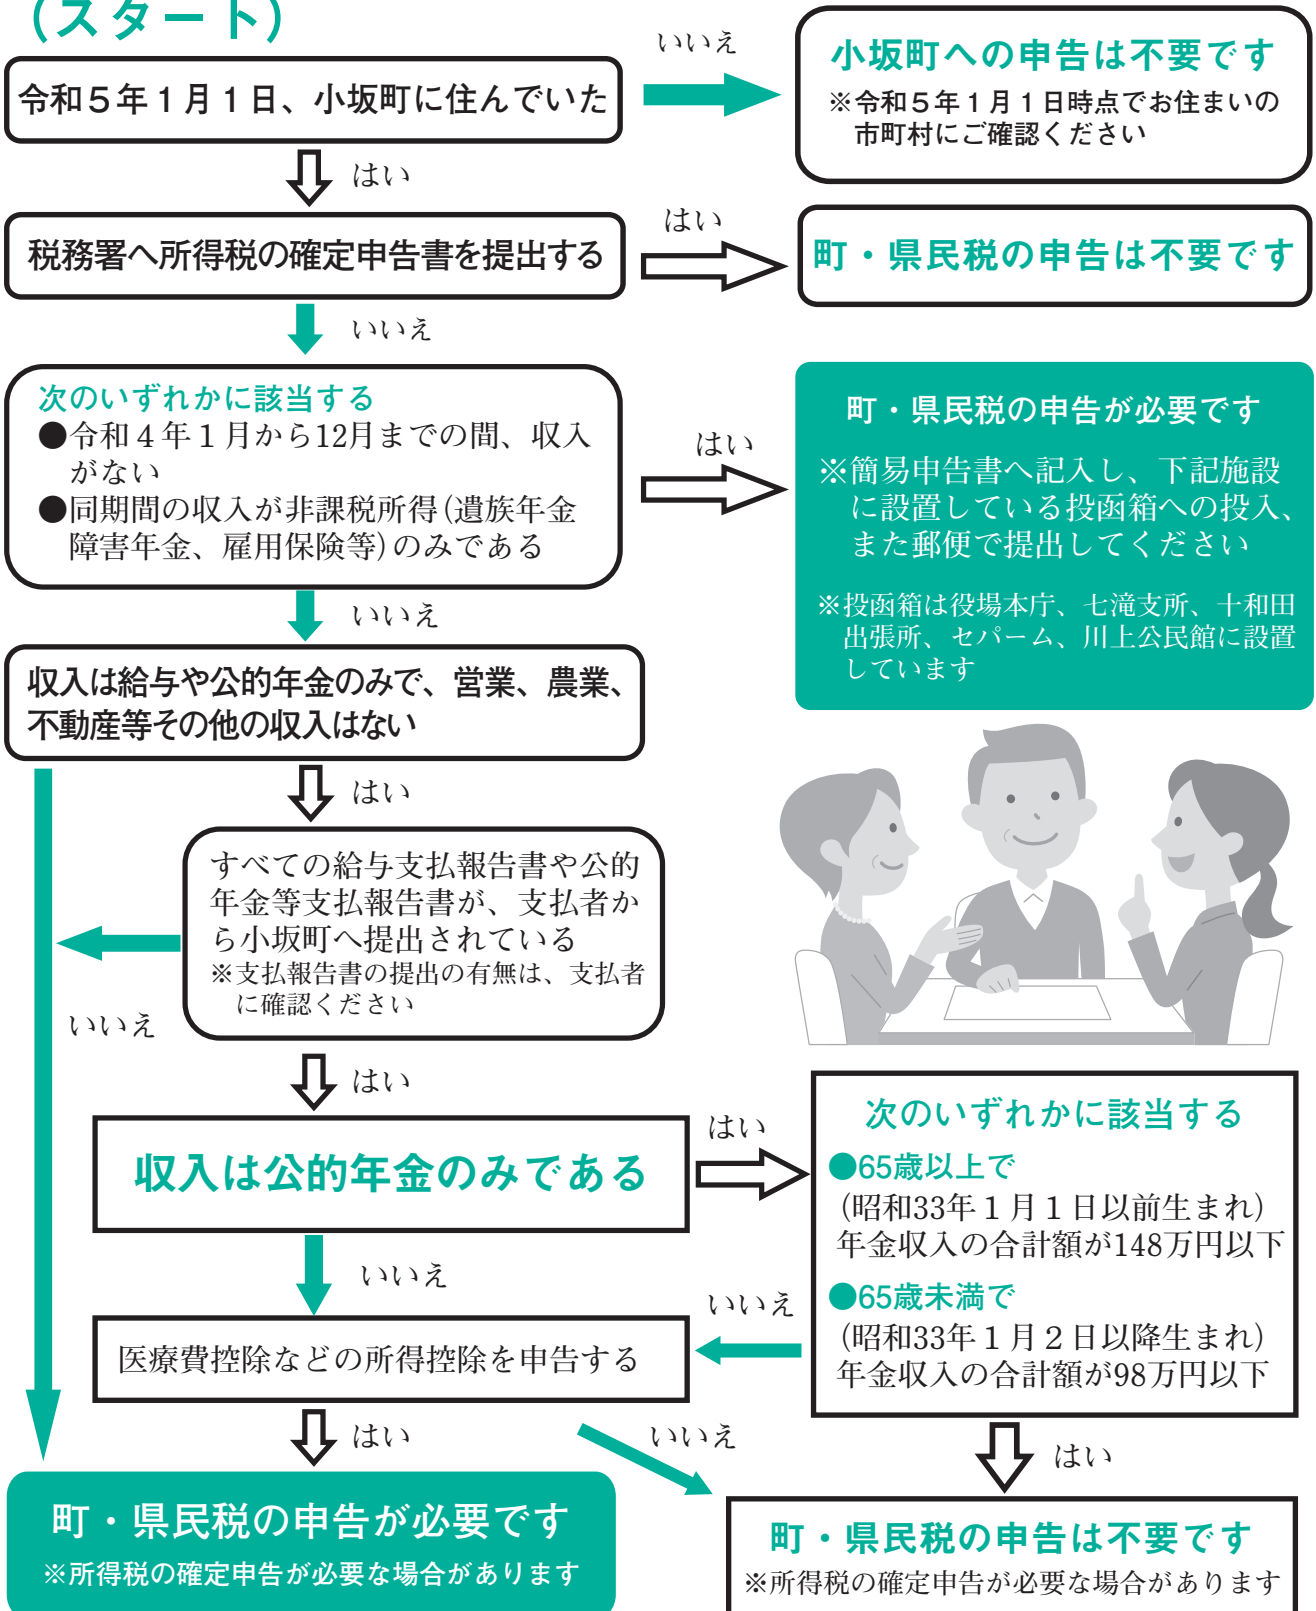 (スタート)
令和５年１月１日、小坂町に住んでいた
いいえ
小坂町への申告は不要です
※令和５年１月１日時点でお住まいの
市町村にご確認ください
はい
税務署へ所得税の確定申告書を提出する
はい
町・県民税の申告は不要です
いいえ
次のいずれかに該当する
●令和４年１月から12月までの間、収入
がない
●同期間の収入が非課税所得(遺族年金
障害年金、雇用保険等)のみである
はい
町・県民税の申告が必要です
※簡易申告書へ記入し、下記施設
に設置している投函箱への投入、
また郵便で提出してください
※投函箱は役場本庁、七滝支所、十和田
出張所、セパーム、川上公民館に設置
しています
いいえ
収入は給与や公的年金のみで、営業、農業、
不動産等その他の収入はない
はい
すべての給与支払報告書や公的
年金等支払報告書が、支払者か
ら小坂町へ提出されている
※支払報告書の提出の有無は、支払者
に確認ください
いいえ
はい
収入は公的年金のみである
はい
次のいずれかに該当する
●65歳以上で
(昭和33年１月１日以前生まれ)
年金収入の合計額が148万円以下
●65歳未満で
(昭和33年１月２日以降生まれ)
年金収入の合計額が98万円以下
いいえ
いいえ
医療費控除などの所得控除を申告する
はい
いいえ
はい
町・県民税の申告が必要です
※所得税の確定申告が必要な場合があります
町・県民税の申告は不要です
※所得税の確定申告が必要な場合があります